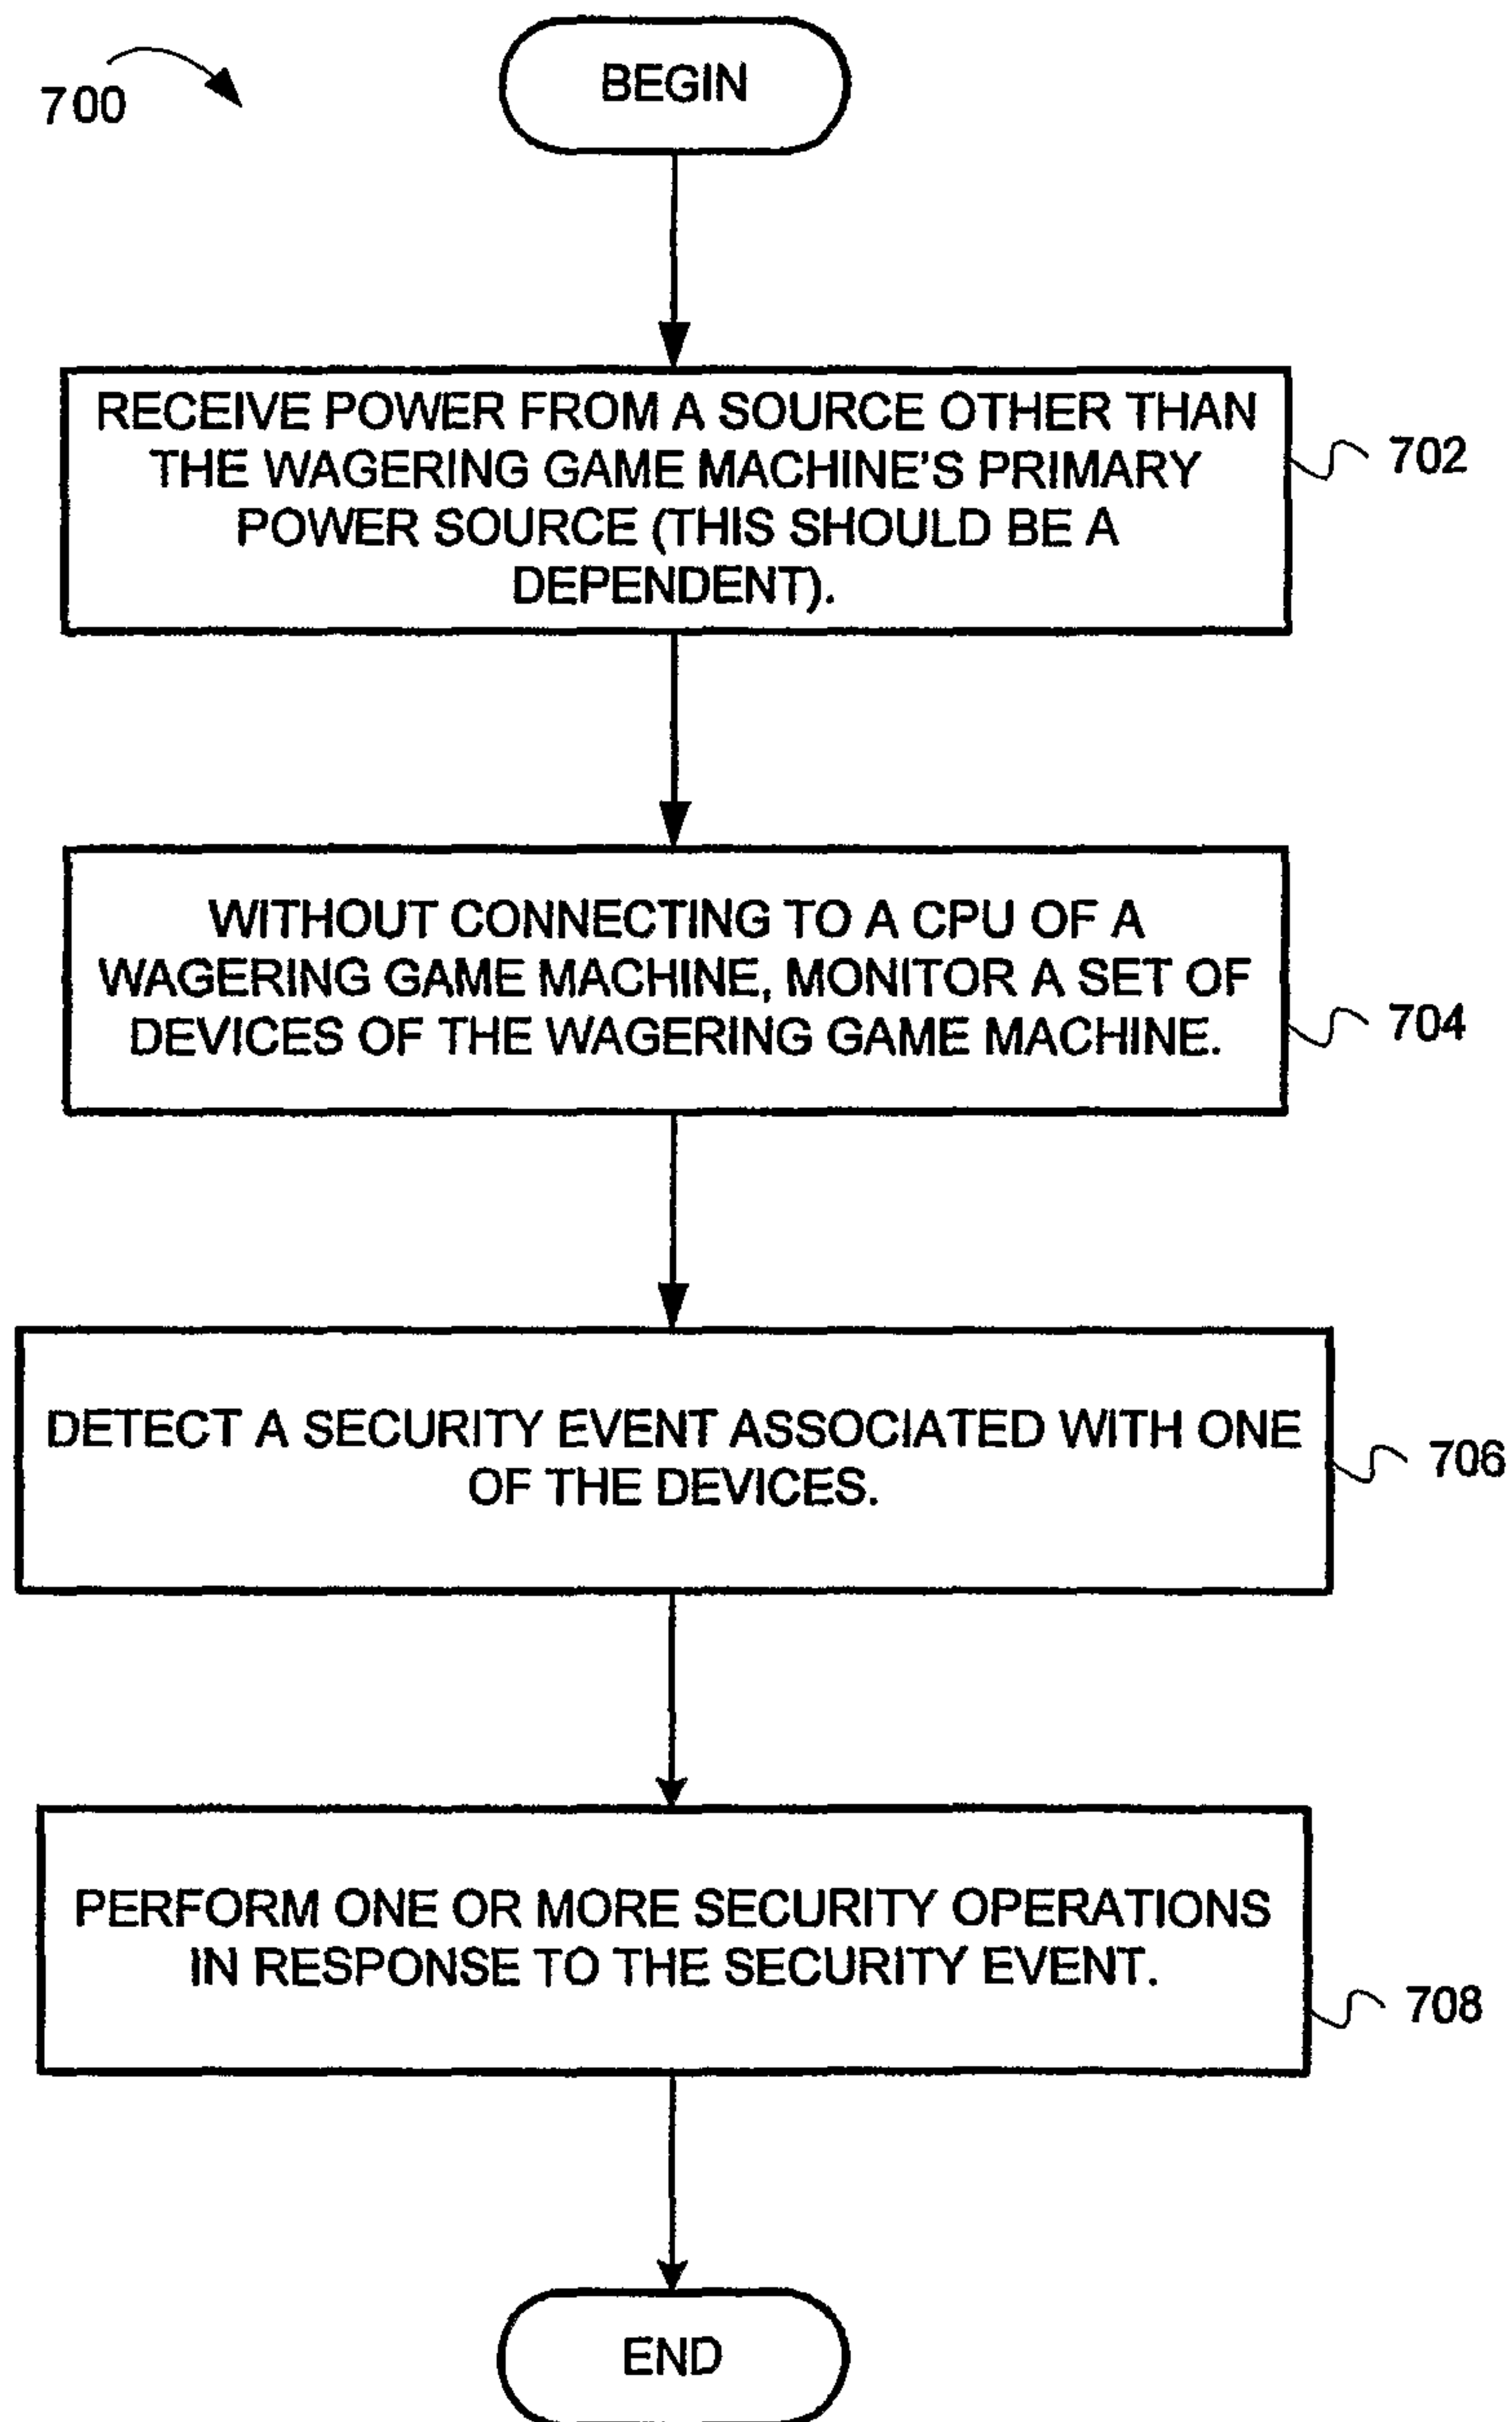 700
BEGIN
RECEIVE POWER FROM A SOURCE OTHER THAN
THE WAGERING GAME MACHINE'S PRIMARY
POWER SOURCE (THIS SHOULD BE A
DEPENDENT).
702
WITHOUT CONNECTING TO A CPU OF A
WAGERING GAME MACHINE, MONITOR A SET OF
DEVICES OF THE WAGERING GAME MACHINE.
704
DETECT A SECURITY EVENT ASSOCIATED WITH ONE
OF THE DEVICES.
706
PERFORM ONE OR MORE SECURITY OPERATIONS
IN RESPONSE TO THE SECURITY EVENT.
708
END